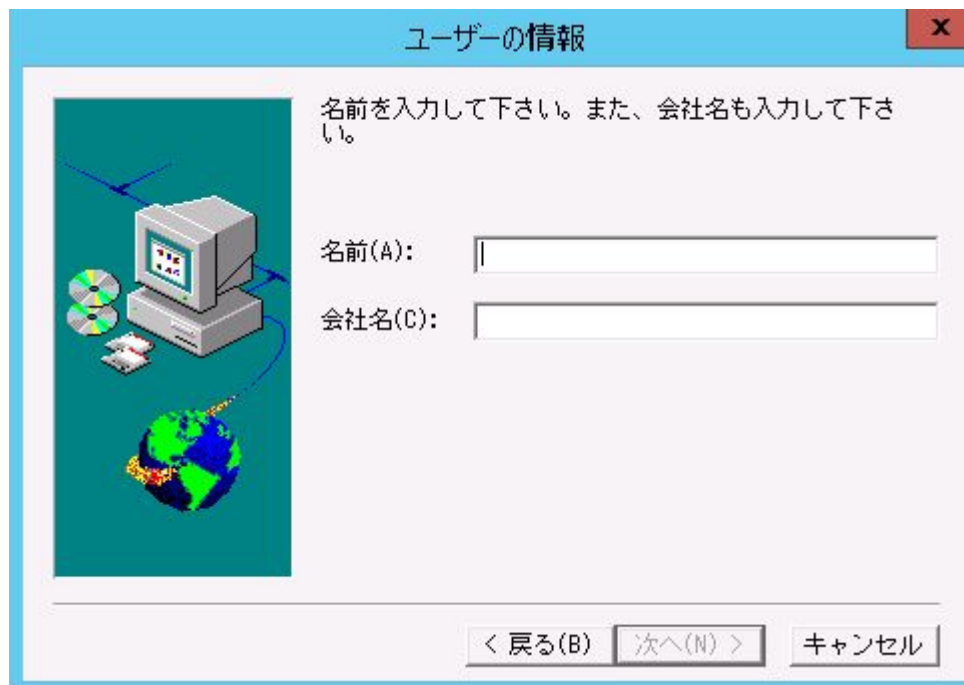 ユーザーの情報
x
名前を入力して下さい。また、会社名も入力して下さ
い。
名前(A):
会社名(C):
< 戻る(B)
次へ(N) >
キャンセル